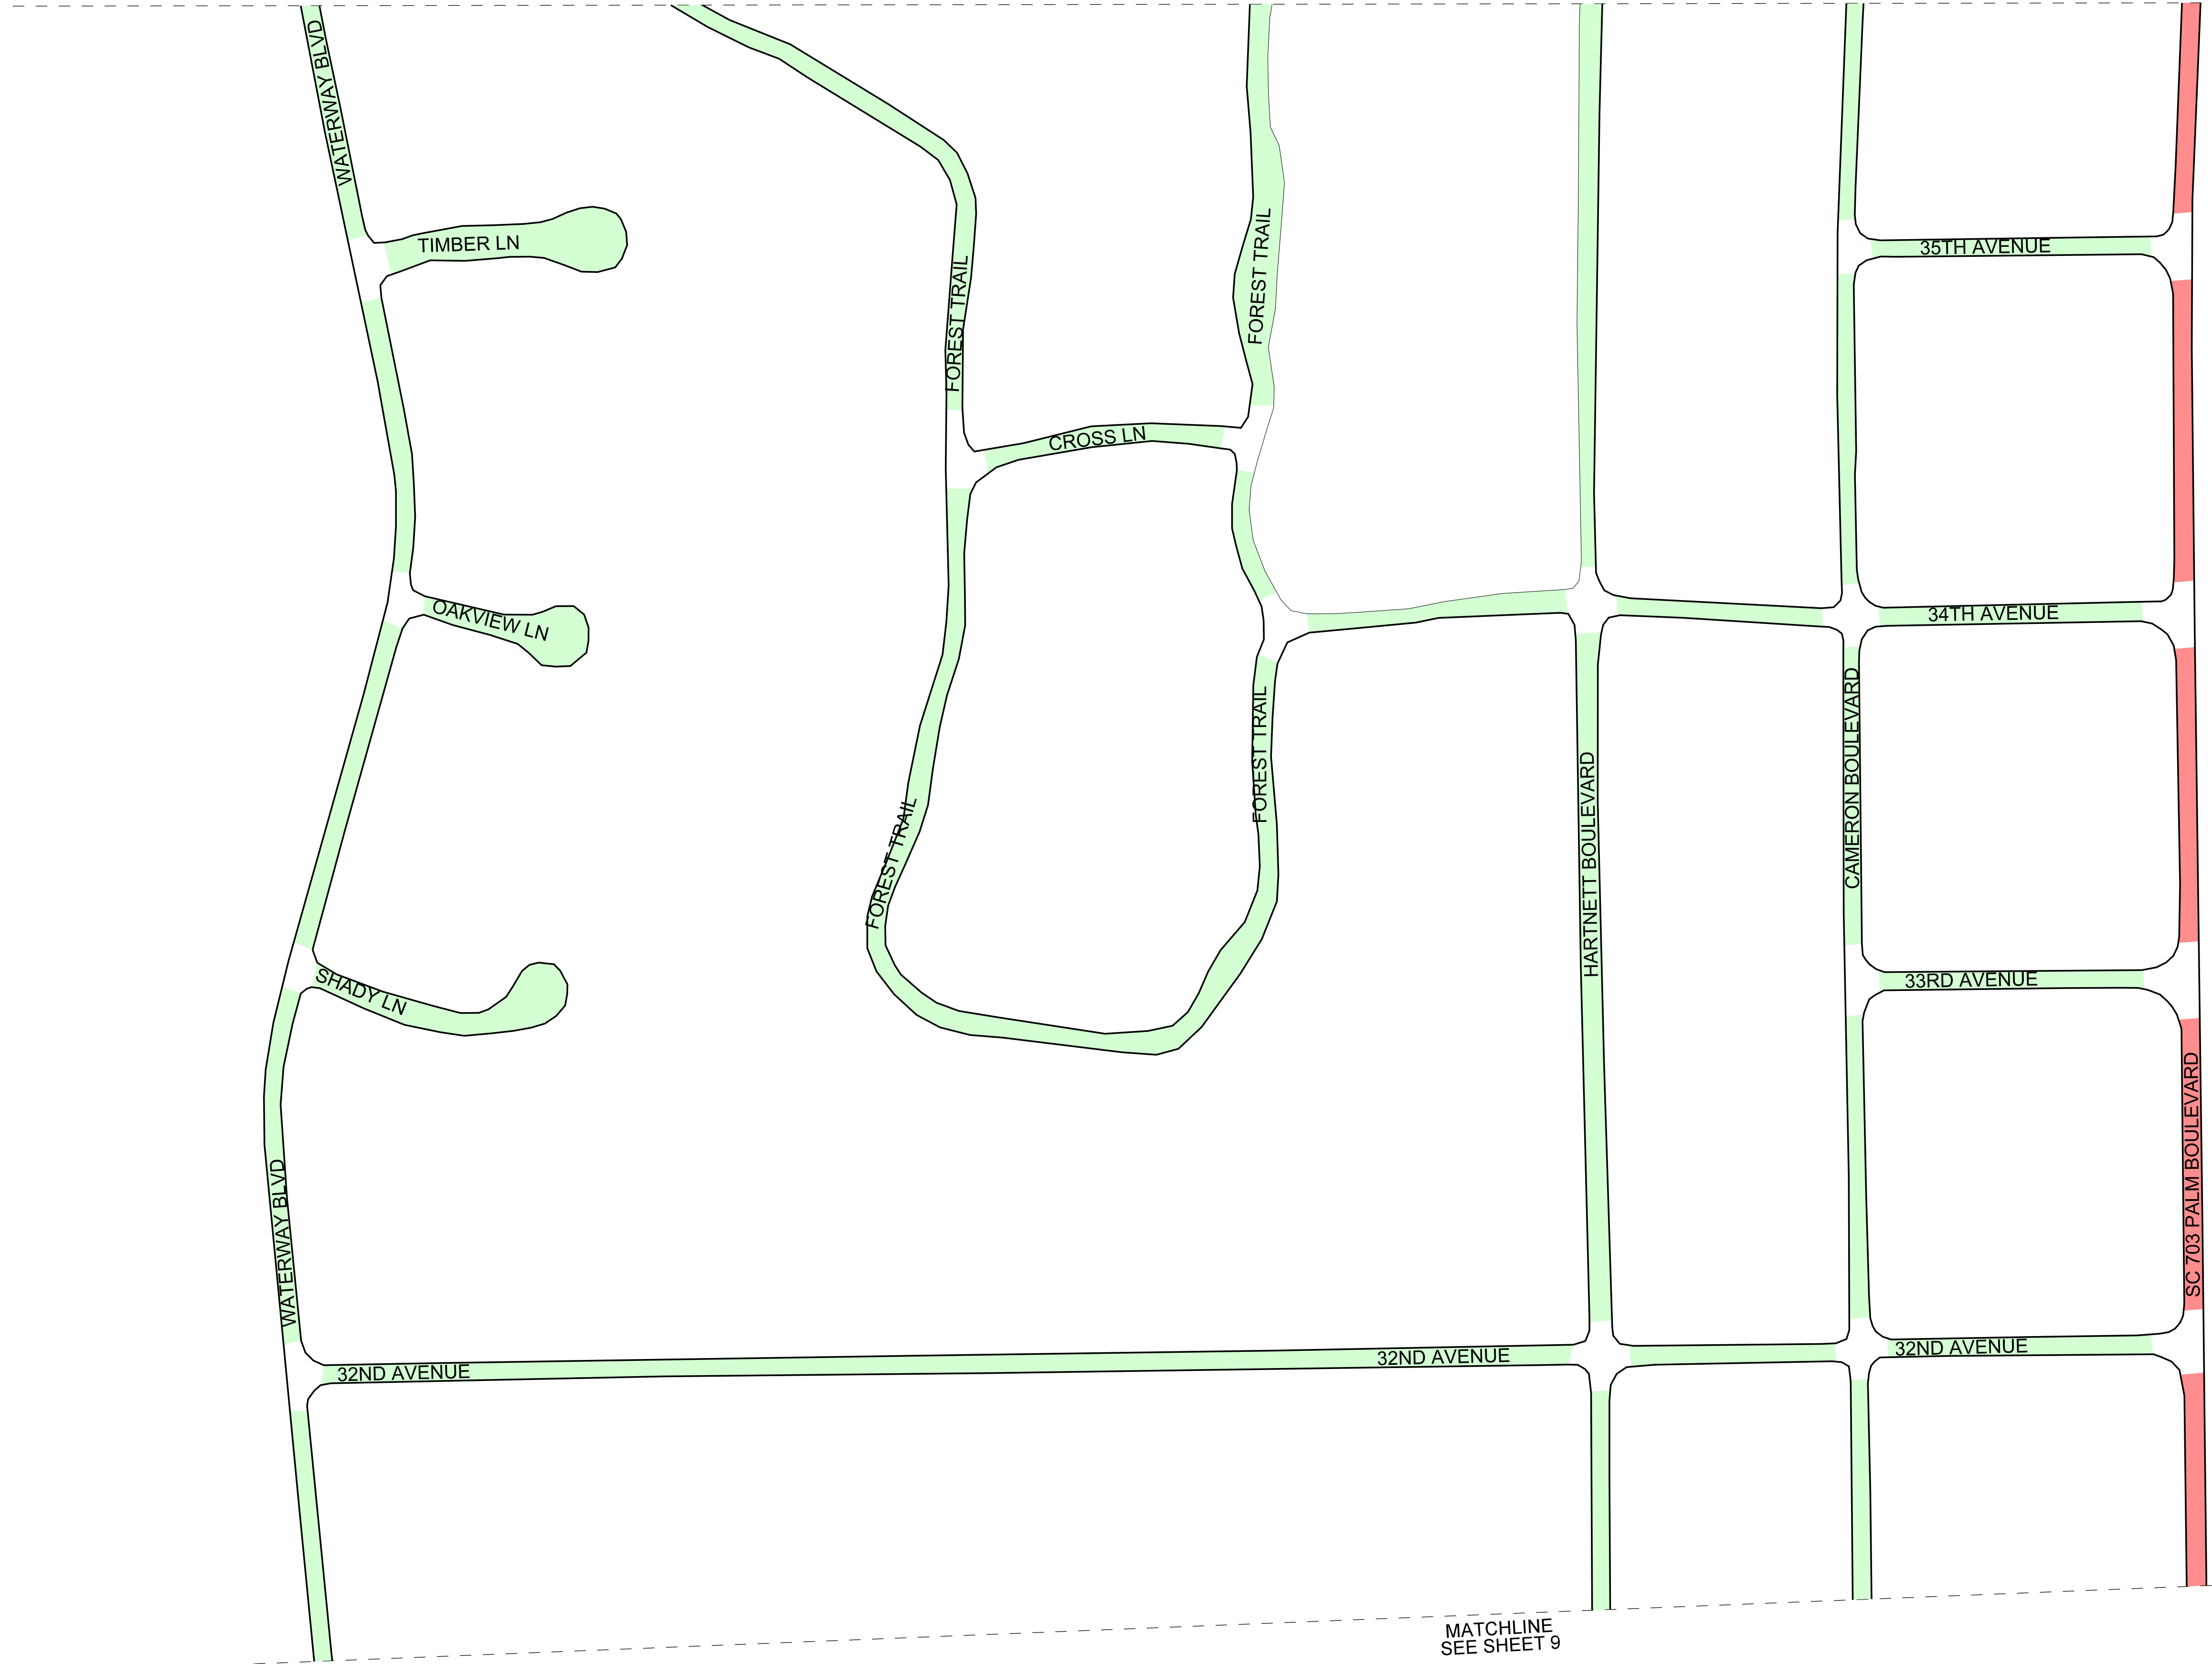 WATERWAY BLVD
TIMBER LN
FOREST TRAIL
FOREST TRAIL
35TH AVENUE
CROSS LN
OAKVIEW LN
34TH AVENUE
FOREST TRAIL
FOREST TRAIL
HARTNETT BOULEVARD
CAMERON BOULEVARD
SHADY LN
33RD AVENUE
WATERWAY BLVD
SC 703 PALM BOULEVARD
32ND AVENUE
32ND AVENUE
32ND AVENUE
MATCHLINE
SEE SHEET 9